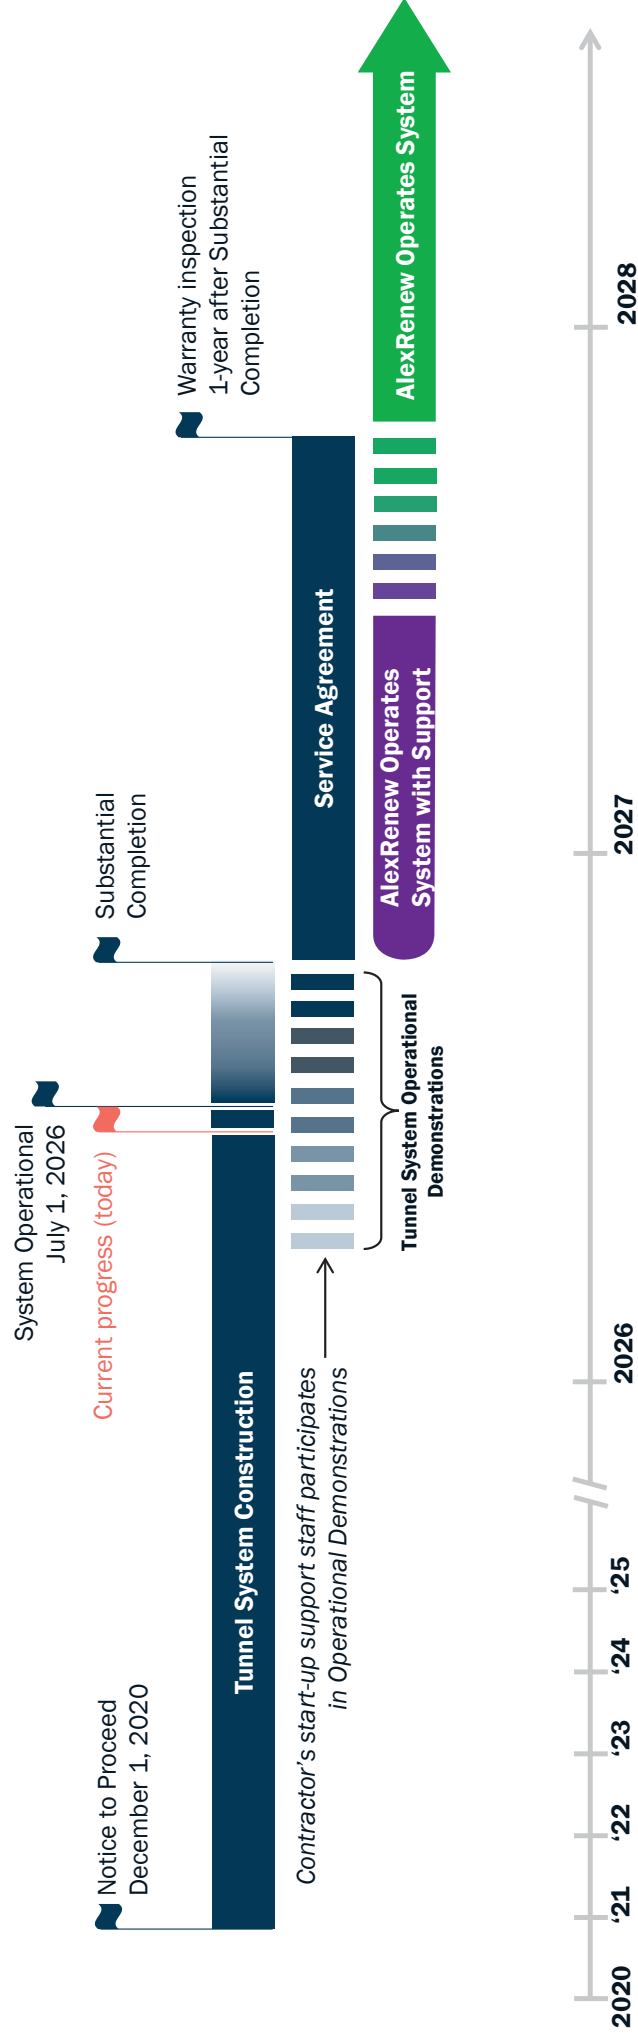 System Operational
July 1, 2026
Notice to Proceed
December 1, 2020
Current progress (today)
Substantial
Completion
Warranty inspection
1-year after Substantial
Completion
Tunnel System Construction
Contractor’s start-up support staff participates
in Operational Demonstrations
Service Agreement
Tunnel System Operational
Demonstrations
AlexRenew Operates
System with Support
AlexRenew Operates System
2020
‘21
‘22
‘23
‘24
‘25
2026
2027
2028